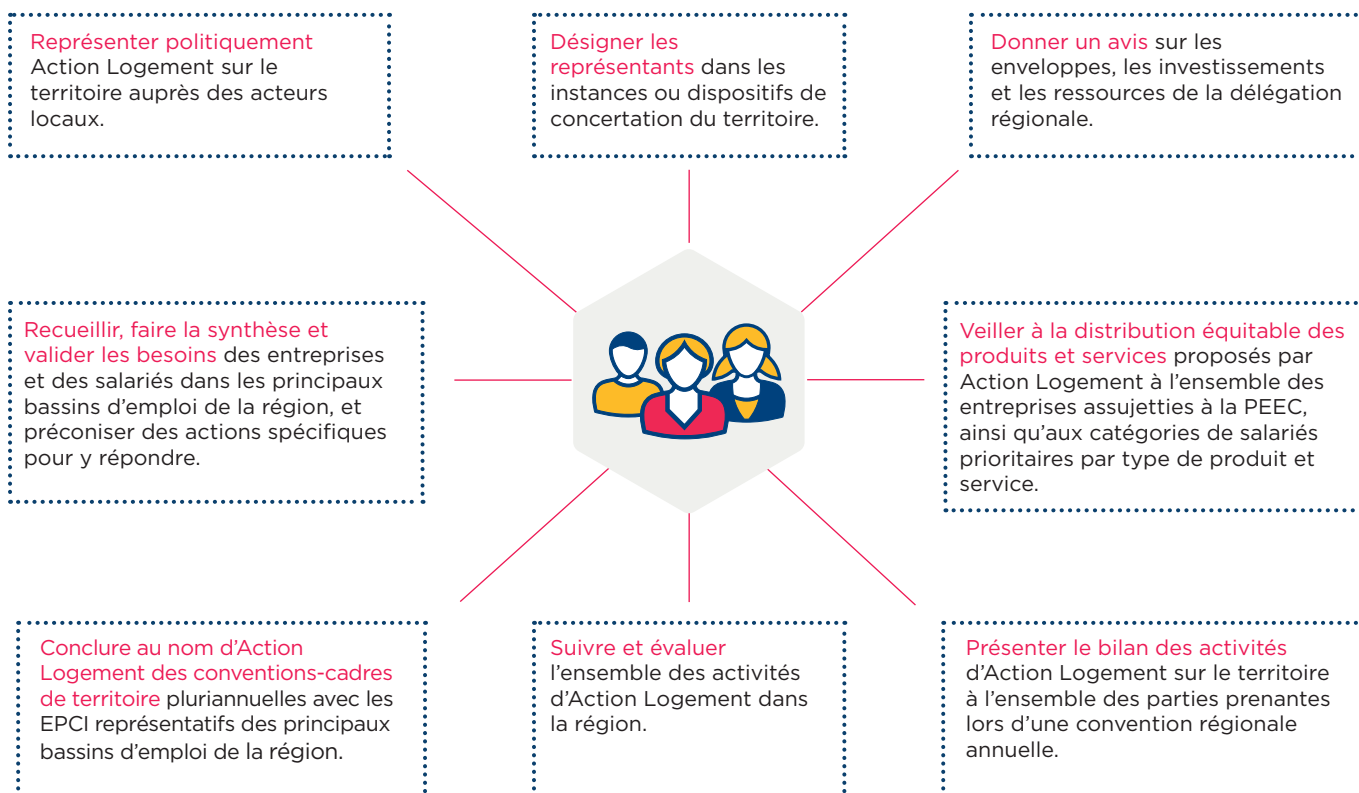 Représenter politiquement
Action Logement sur le
territoire auprès des acteurs
locaux.
Désigner les
représentants dans les
instances ou dispositifs de
concertation du territoire.
Donner un avis sur les
enveloppes, les investissements
et les ressources de la délégation
régionale.
Recueillir, faire la synthèse et
valider les besoins des entreprises
et des salariés dans les principaux
bassins d’emploi de la région, et
préconiser des actions spécifiques
pour y répondre.
Veiller à la distribution équitable des
produits et services proposés par
Action Logement à l’ensemble des
entreprises assujetties à la PEEC,
ainsi qu’aux catégories de salariés
prioritaires par type de produit et
service.
Conclure au nom d’Action
Logement des conventions-cadres
de territoire pluriannuelles avec les
EPCI représentatifs des principaux
bassins d’emploi de la région.
Suivre et évaluer
l’ensemble des activités
d’Action Logement dans
la région.
Présenter le bilan des activités
d’Action Logement sur le territoire
à l’ensemble des parties prenantes
lors d’une convention régionale
annuelle.